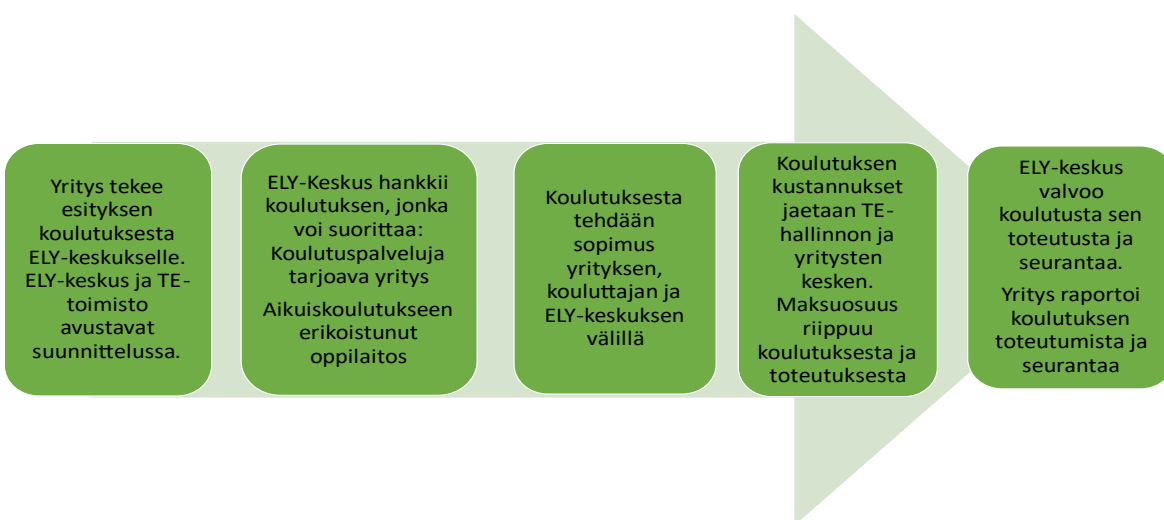 Yritys tekee
esityksen
koulutuksesta
ELY-keskukselle.
ELY-keskus ja TE-
toimisto
avustavat
suunnittelussa.
ELY-Keskus hankkii
koulutuksen, jonka
voi suorittaa:
Koulutuspalveluja
tarjoava yritys
Aikuiskoulutukseen
erikoistunut
oppilaitos
Koulutuksesta
tehdään
sopimus
yrityksen,
kouluttajan ja
ELY-keskuksen
välillä
Koulutuksen
kustannukset
jaetaan TE-
hallinnon ja
yritysten
kesken.
Maksuosuus
riippuu
koulutuksesta ja
toteutuksesta
ELY-keskus
valvoo
koulutusta sen
toteutusta ja
seurantaa.
Yritys raportoi
koulutuksen
toteutumista ja
seurantaa